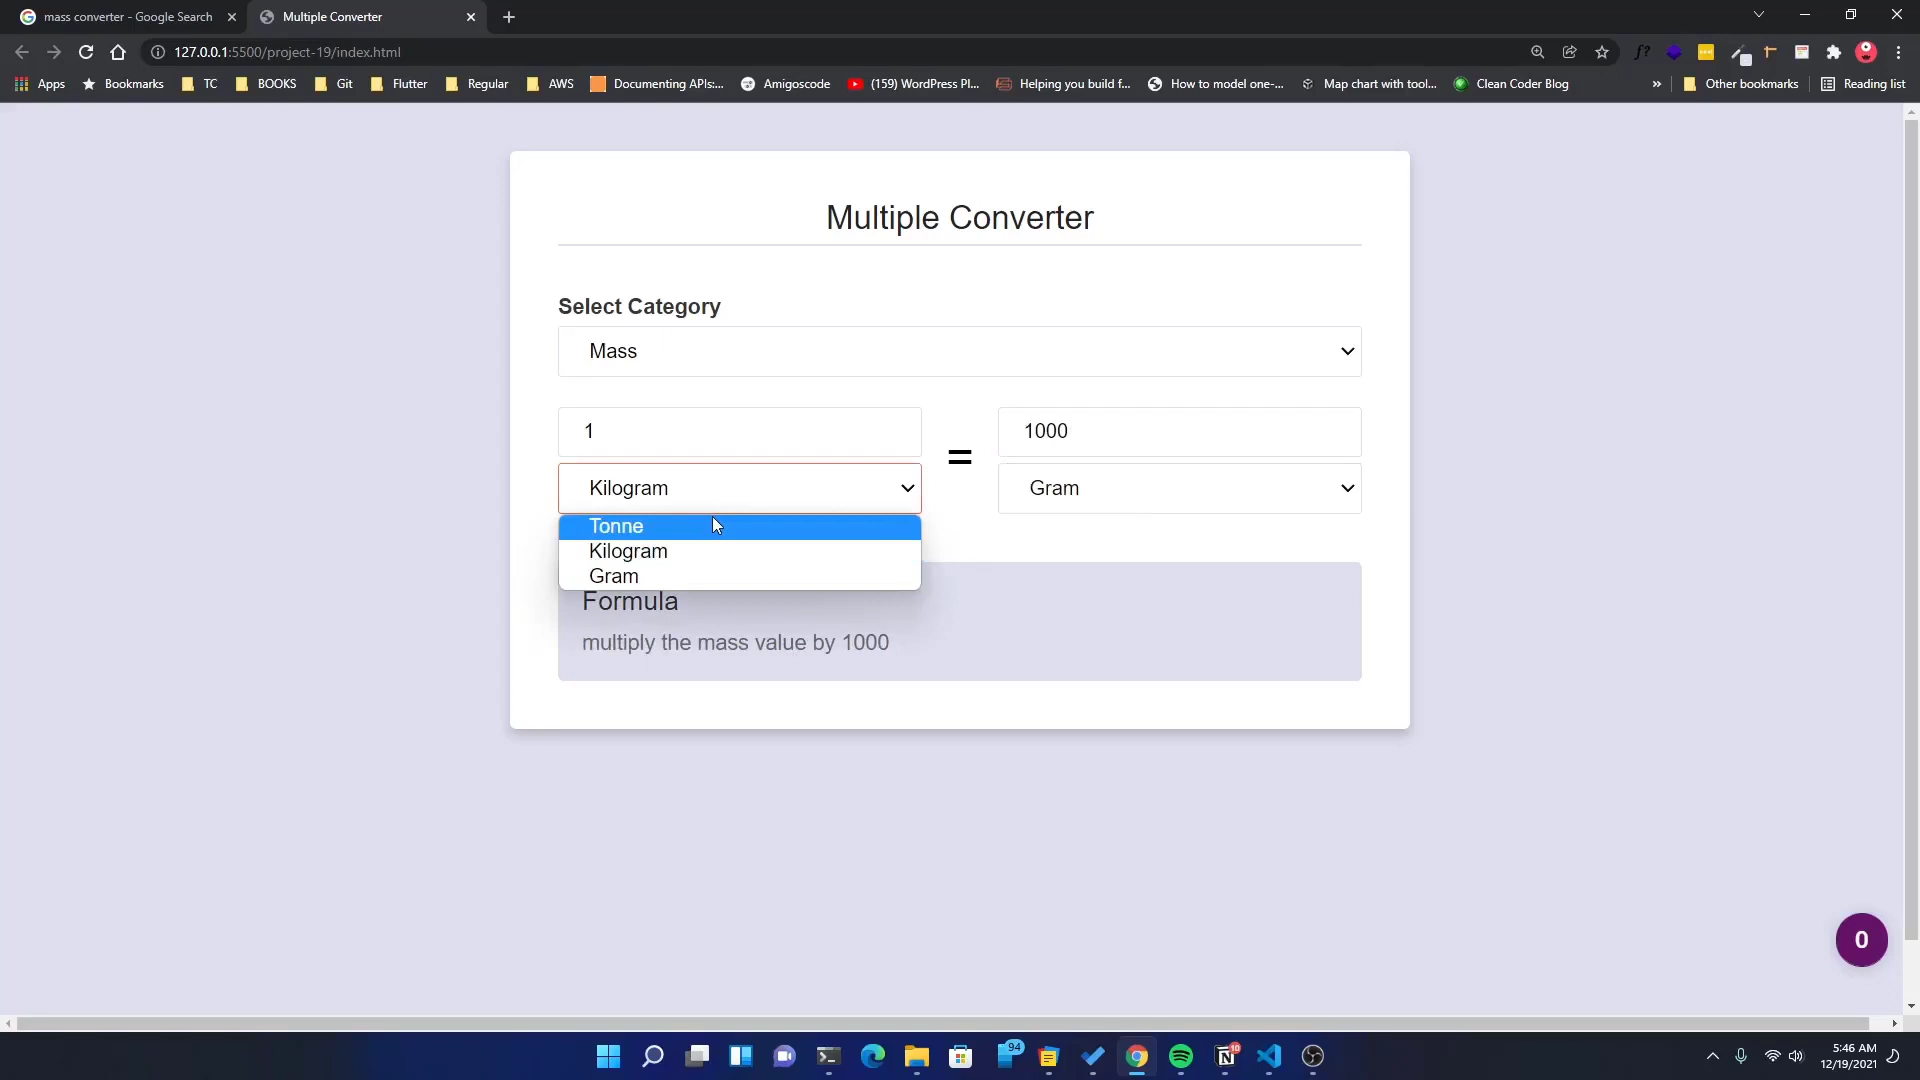 mass converter - Google Search
Multiple Converter
127.0.0.1:5500/project-19/index.html
f?
Apps
Bookmarks
TC
BOOKS
Git
Flutter
Regular
AWS
Documenting APIs:...
Amigoscode
(159) WordPress Pl...
Helping you build f...
How to model one-...
Map chart with tool...
Clean Coder Blog
»
Other bookmarks
Reading list
Multiple Converter
Select Category
Mass
1
=
1000
Kilogram
Gram
Tonne
Kilogram
Gram
Formula
multiply the mass value by 1000
0
94
10
5:46 AM
12/19/2021